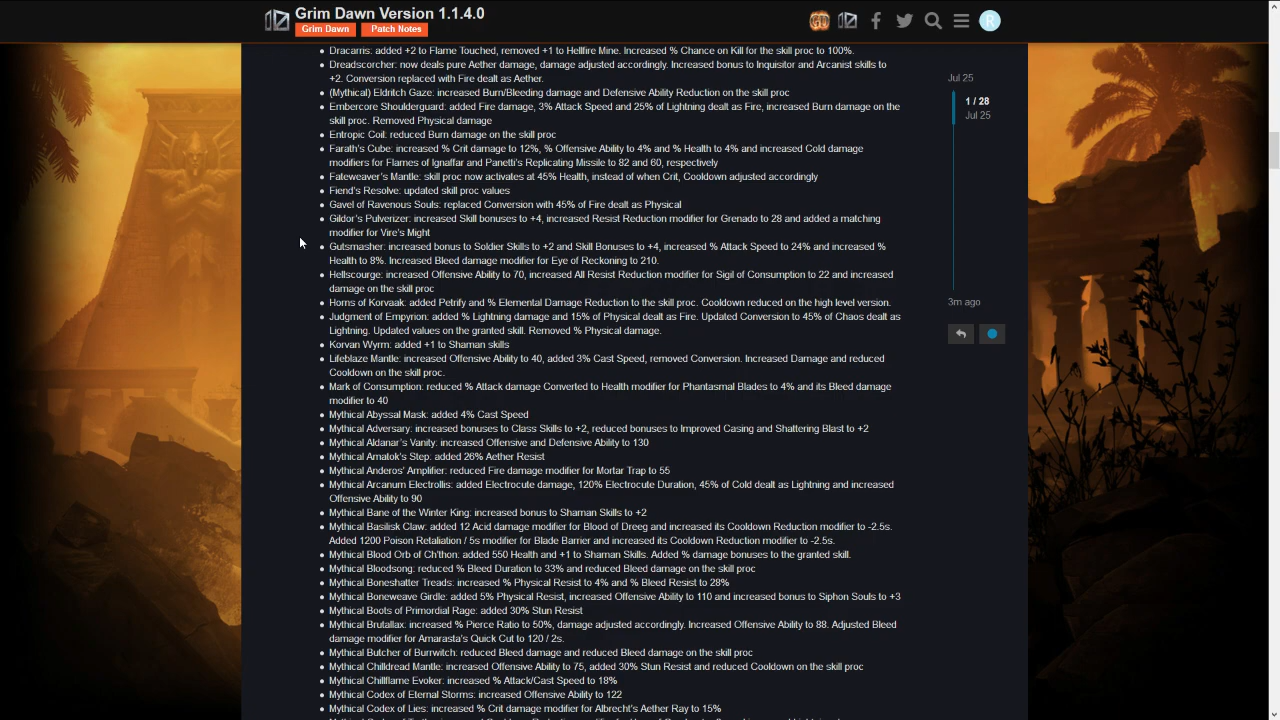 Grim Dawn Version 1.1.4.0
Grim Dawn Patch Notes
R
Dracarris: added +2 to Flame Touched, removed +1 to Hellfire Mine. Increased % Chance on Kill for the skill proc to 100%.
Dreadscorcher: now deals pure Aether damage, damage adjusted accordingly. Increased bonus to Inquisitor and Arcanist skills to
+2. Conversion replaced with Fire dealt as Aether.
(Mythical) Eldritch Gaze: increased Burn/Bleeding damage and Defensive Ability Reduction on the skill proc
Embercore Shoulderguard: added Fire damage, 3% Attack Speed and 25% of Lightning dealt as Fire, increased Burn damage on the
skill proc. Removed Physical damage
Entropic Coil: reduced Burn damage on the skill proc
Farath's Cube: increased % Crit damage to 12%, % Offensive Ability to 4% and % Health to 4% and increased Cold damage
modifiers for Flames of Ignaffar and Panetti's Replicating Missile to 82 and 60, respectively
Fateweaver's Mantle: skill proc now activates at 45% Health, instead of when Crit, Cooldown adjusted accordingly
Fiend's Resolve: updated skill proc values
Gavel of Ravenous Souls: replaced Conversion with 45% of Fire dealt as Physical
Gildor's Pulverizer: increased Skill bonuses to +4, increased Resist Reduction modifier for Grenado to 28 and added a matching
modifier for Vire's Might
Gutsmasher: increased bonus to Soldier Skills to +2 and Skill Bonuses to +4, increased % Attack Speed to 24% and increased %
Health to 8%. Increased Bleed damage modifier for Eye of Reckoning to 210.
Hellscourge: increased Offensive Ability to 70, increased All Resist Reduction modifier for Sigil of Consumption to 22 and increased
damage on the skill proc
Horns of Korvaak: added Petrify and % Elemental Damage Reduction to the skill proc. Cooldown reduced on the high level version.
Judgment of Empyrion: added % Lightning damage and 15% of Physical dealt as Fire. Updated Conversion to 45% of Chaos dealt as
Lightning. Updated values on the granted skill. Removed % Physical damage.
Korvan Wyrm: added +1 to Shaman skills
Lifeblaze Mantle: increased Offensive Ability to 40, added 3% Cast Speed, removed Conversion. Increased Damage and reduced
Cooldown on the skill proc.
Mark of Consumption: reduced % Attack damage Converted to Health modifier for Phantasmal Blades to 4% and its Bleed damage
modifier to 40
Mythical Abyssal Mask: added 4% Cast Speed
Mythical Adversary: increased bonuses to Class Skills to +2, reduced bonuses to Improved Casing and Shattering Blast to +2
Mythical Aldanar's Vanity: increased Offensive and Defensive Ability to 130
Mythical Amatok's Step: added 26% Aether Resist
Mythical Anderos' Amplifier: reduced Fire damage modifier for Mortar Trap to 55
Mythical Arcanum Electrollis: added Electrocute damage, 120% Electrocute Duration, 45% of Cold dealt as Lightning and increased
Offensive Ability to 90
Mythical Bane of the Winter King: increased bonus to Shaman Skills to +2
Mythical Basilisk Claw: added 12 Acid damage modifier for Blood of Dreeg and increased its Cooldown Reduction modifier to -2.5s.
Added 1200 Poison Retaliation / 5s modifier for Blade Barrier and increased its Cooldown Reduction modifier to -2.5s.
Mythical Blood Orb of Ch'thon: added 550 Health and +1 to Shaman Skills. Added % damage bonuses to the granted skill.
Mythical Bloodsong: reduced % Bleed Duration to 33% and reduced Bleed damage on the skill proc
Mythical Boneshatter Treads: increased % Physical Resist to 4% and % Bleed Resist to 28%
Mythical Boneweave Girdle: added 5% Physical Resist, increased Offensive Ability to 110 and increased bonus to Siphon Souls to +3
Mythical Boots of Primordial Rage: added 30% Stun Resist
Mythical Brutallax: increased % Pierce Ratio to 50%, damage adjusted accordingly. Increased Offensive Ability to 88. Adjusted Bleed
damage modifier for Amarasta's Quick Cut to 120 / 2s.
Mythical Butcher of Burrwitch: reduced Bleed damage and reduced Bleed damage on the skill proc
Mythical Chilldread Mantle: increased Offensive Ability to 75, added 30% Stun Resist and reduced Cooldown on the skill proc
Mythical Chillflame Evoker: increased % Attack/Cast Speed to 18%
Mythical Codex of Eternal Storms: increased Offensive Ability to 122
Mythical Codex of Lies: increased % Crit damage modifier for Albrecht's Aether Ray to 15%
Jul 25
1 / 28
Jul 25
3m ago